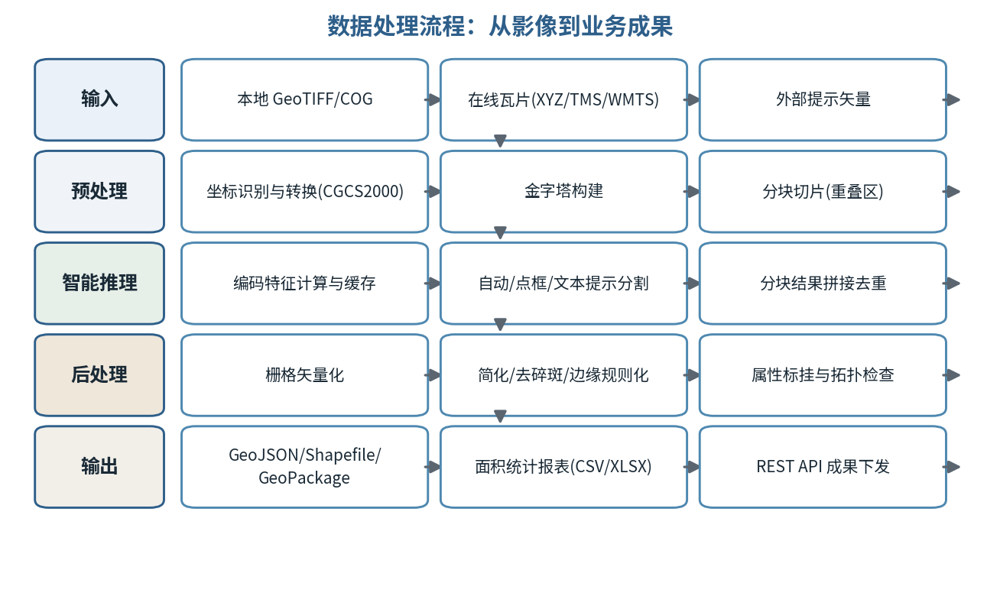 数据处理流程：从影像到业务成果
输入
本地 GeoTIFF/COG
在线瓦片(XYZ/TMS/WMTS)
外部提示矢量
预处理
坐标识别与转换(CGCS2000)
金字塔构建
分块切片(重叠区)
智能推理
编码特征计算与缓存
自动/点框/文本提示分割
分块结果拼接去重
后处理
栅格矢量化
简化/去碎斑/边缘规则化
属性标挂与拓扑检查
输出
GeoJSON/Shapefile/
GeoPackage
面积统计报表(CSV/XLSX)
REST API 成果下发